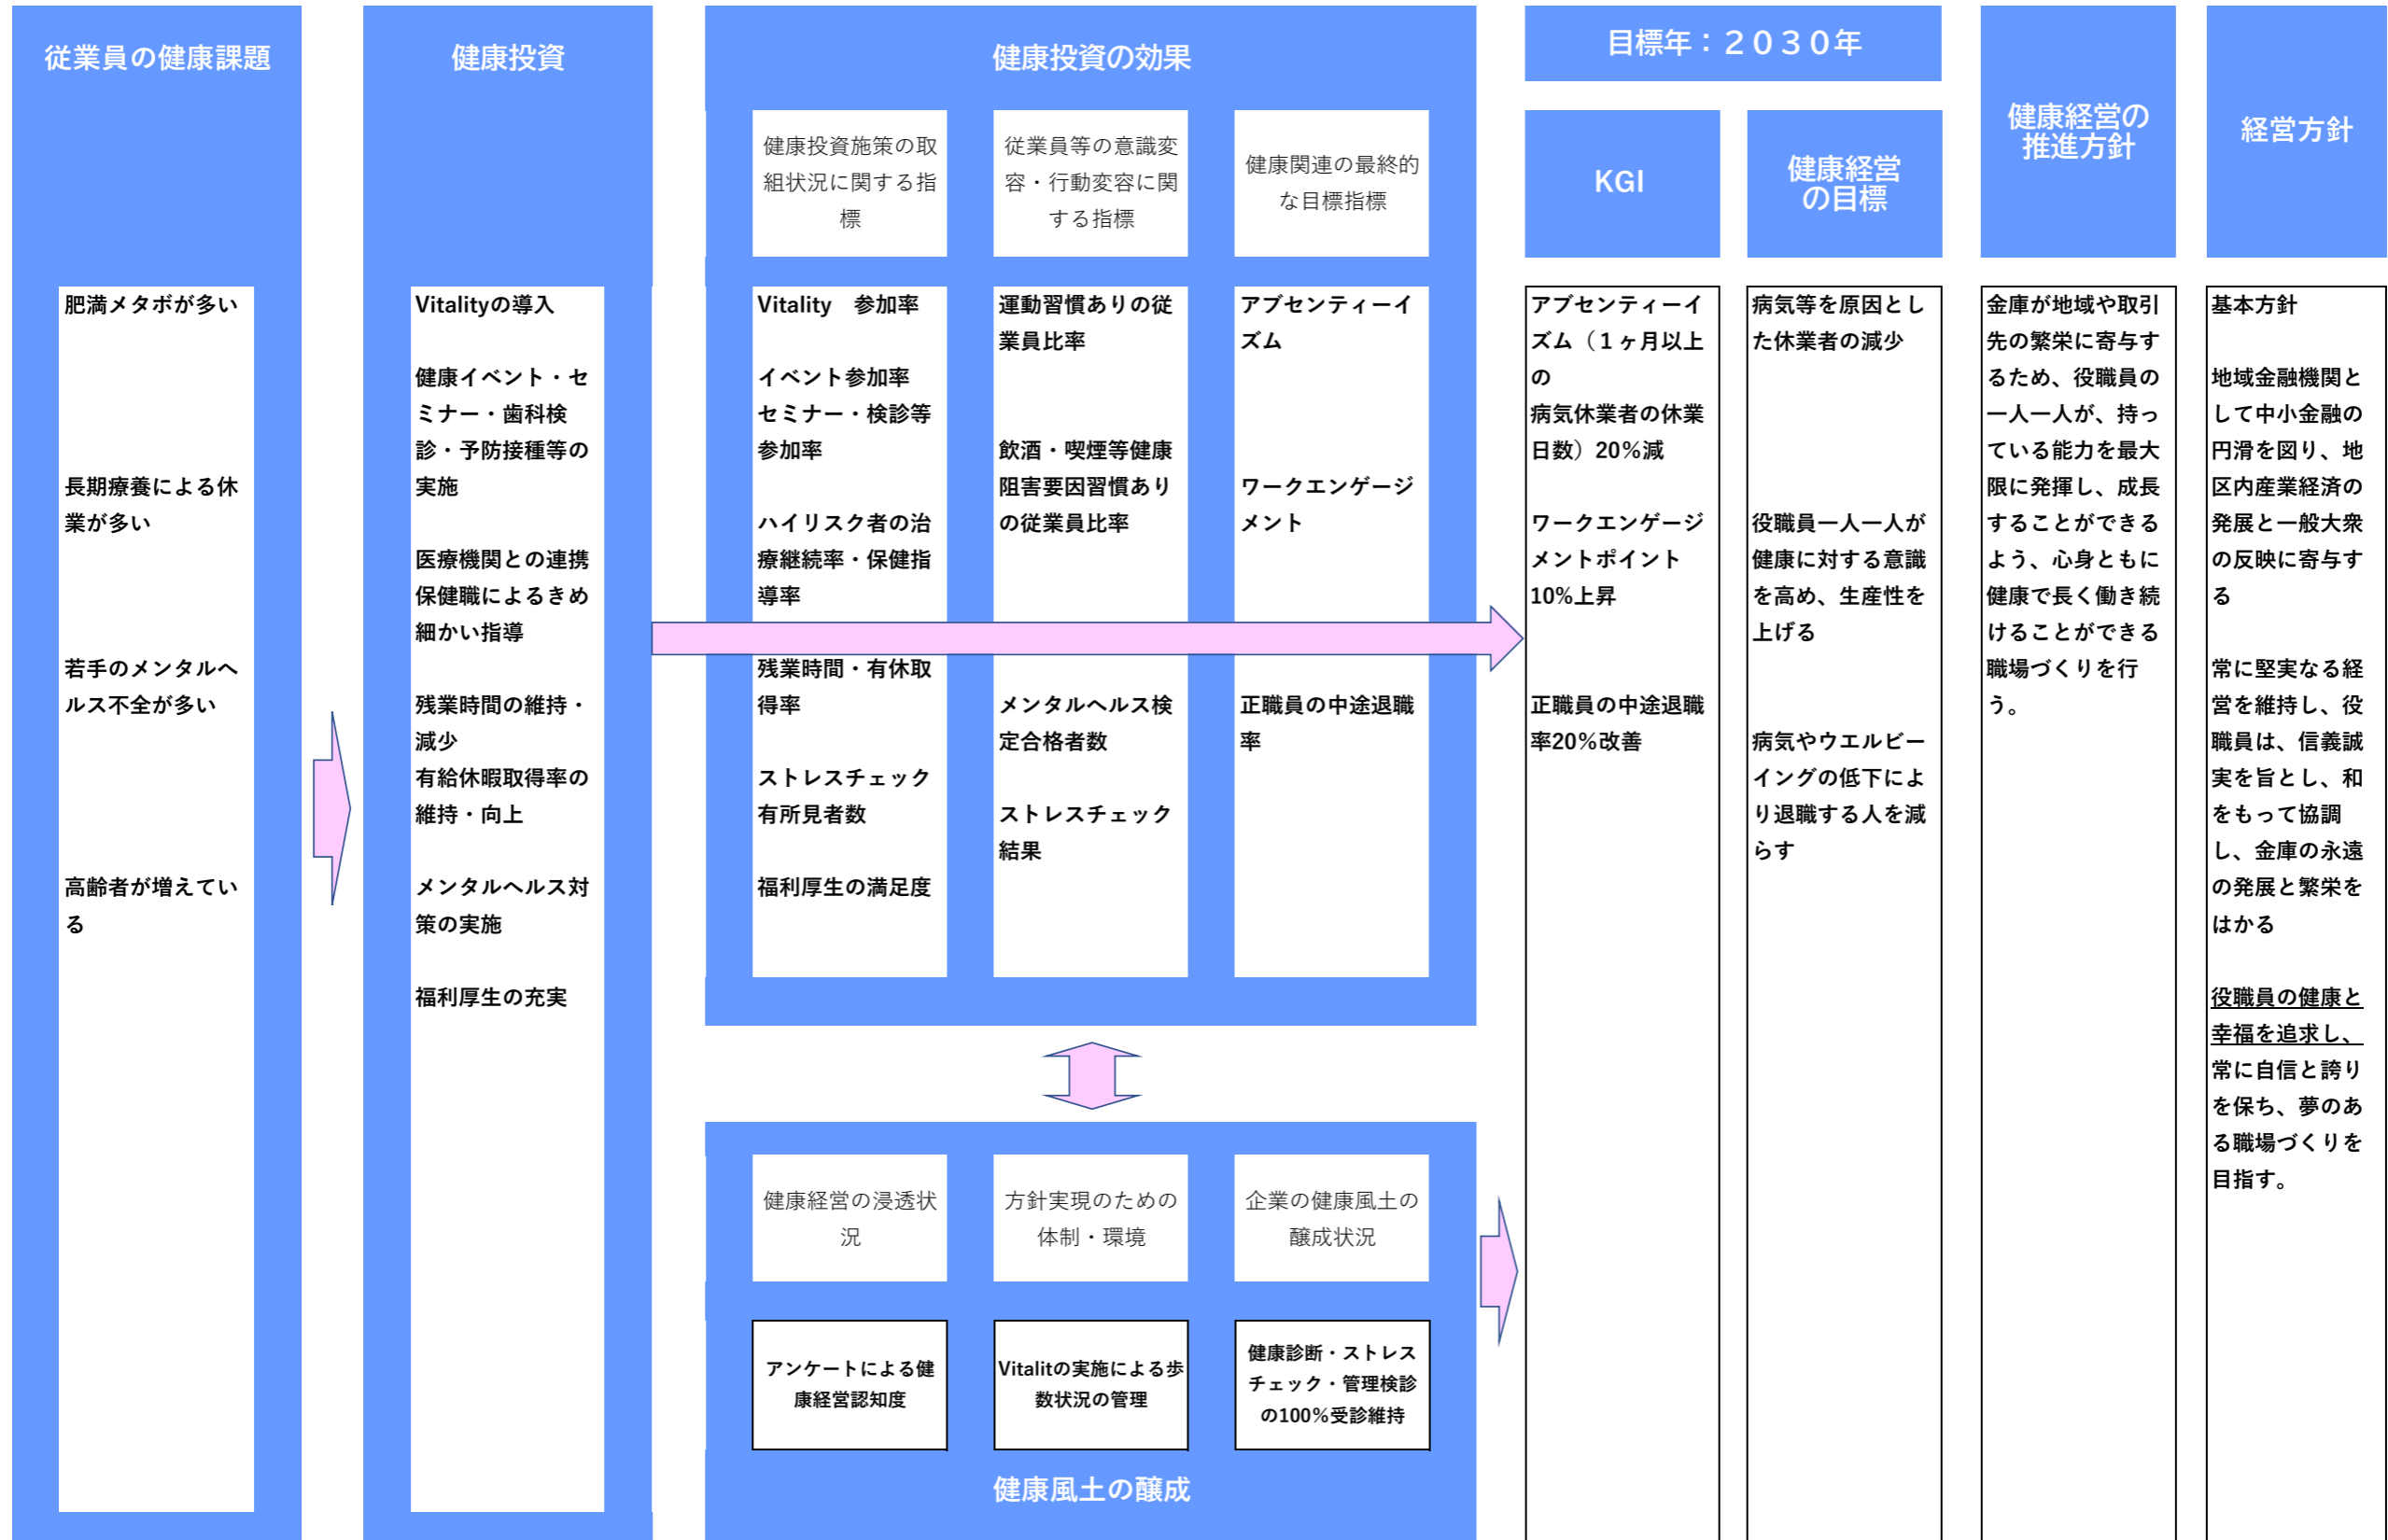 従業員の健康課題
肥満メタボが多い
長期療養による休
業が多い
若手のメンタルヘ
ルス不全が多い
高齢者が増えてい
る
健康投資
Vitalityの導入
健康イベント・セ
ミナー・歯科検
診・予防接種等の
実施
医療機関との連携
保健職によるきめ
細かい指導
残業時間の維持・
減少
有給休暇取得率の
維持・向上
メンタルヘルス対
策の実施
福利厚生の充実
健康投資の効果
健康投資施策の取
組状況に関する指
標
Vitality　参加率
イベント参加率
セミナー・検診等
参加率
ハイリスク者の治
療継続率・保健指
導率
残業時間・有休取
得率
ストレスチェック
有所見者数
福利厚生の満足度
従業員等の意識変
容・行動変容に関
する指標
運動習慣ありの従
業員比率
飲酒・喫煙等健康
阻害要因習慣あり
の従業員比率
メンタルヘルス検
定合格者数
ストレスチェック
結果
健康関連の最終的
な目標指標
アブセンティーイ
ズム
ワークエンゲージ
メント
正職員の中途退職
率
健康経営の浸透状
況
アンケートによる健
康経営認知度
方針実現のための
体制・環境
Vitalitの実施による歩
数状況の管理
企業の健康風土の
醸成状況
健康診断・ストレス
チェック・管理検診
の100%受診維持
健康風土の醸成
目標年：２０３０年
KGI
アブセンティーイ
ズム（１ヶ月以上
の
病気休業者の休業
日数）20%減
ワークエンゲージ
メントポイント
10%上昇
正職員の中途退職
率20%改善
健康経営
の目標
病気等を原因とし
た休業者の減少
役職員一人一人が
健康に対する意識
を高め、生産性を
上げる
病気やウエルビー
イングの低下によ
り退職する人を減
らす
健康経営の
推進方針
金庫が地域や取引
先の繁栄に寄与す
るため、役職員の
一人一人が、持っ
ている能力を最大
限に発揮し、成長
することができる
よう、心身ともに
健康で長く働き続
けることができる
職場づくりを行
う。
経営方針
基本方針
地域金融機関と
して中小金融の
円滑を図り、地
区内産業経済の
発展と一般大衆
の反映に寄与す
る
常に堅実なる経
営を維持し、役
職員は、信義誠
実を旨とし、和
をもって協調
し、金庫の永遠
の発展と繁栄を
はかる
役職員の健康と
幸福を追求し、
常に自信と誇り
を保ち、夢のあ
る職場づくりを
目指す。